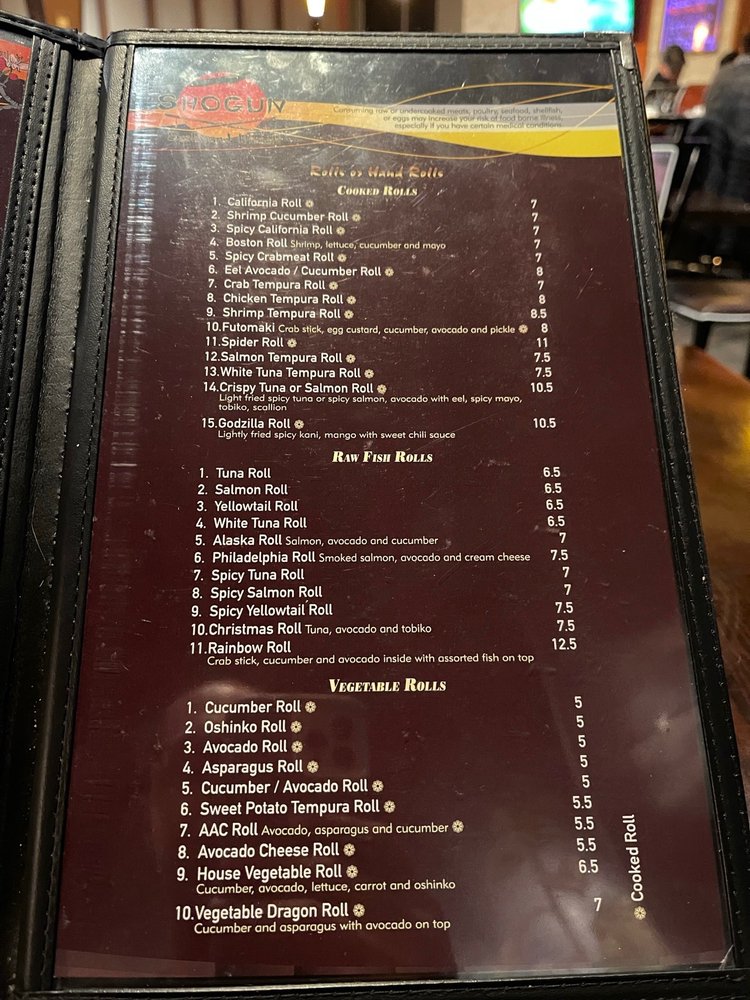 SHOGUN
Consuming raw or undercooked meats, poultry, seafood, shellfish,
or eggs may increase your risk of food borne illness,
especially if you have certain medical conditions.
Rolls or Hand Rolls
COOKED ROLLS
1. California Roll 7
2. Shrimp Cucumber Roll 7
3. Spicy California Roll 7
4. Boston Roll Shrimp, lettuce, cucumber and mayo 7
5. Spicy Crabmeat Roll 7
6. Eel Avocado / Cucumber Roll 8
7. Crab Tempura Roll 7
8. Chicken Tempura Roll 8
9. Shrimp Tempura Roll 8.5
10.Futomaki Crab stick, egg custard, cucumber, avocado and pickle 8
11.Spider Roll 11
12.Salmon Tempura Roll 7.5
13.White Tuna Tempura Roll 7.5
14.Crispy Tuna or Salmon Roll 10.5
Light fried spicy tuna or spicy salmon, avocado with eel, spicy mayo,
tobiko, scallion
15.Godzilla Roll 10.5
Lightly fried spicy kani, mango with sweet chili sauce
RAW FISH ROLLS
1. Tuna Roll 6.5
2. Salmon Roll 6.5
3. Yellowtail Roll 6.5
4. White Tuna Roll 6.5
5. Alaska Roll Salmon, avocado and cucumber 7
6. Philadelphia Roll Smoked salmon, avocado and cream cheese 7.5
7. Spicy Tuna Roll 7
8. Spicy Salmon Roll 7
9. Spicy Yellowtail Roll 7.5
10.Christmas Roll Tuna, avocado and tobiko 7.5
11.Rainbow Roll 12.5
Crab stick, cucumber and avocado inside with assorted fish on top
VEGETABLE ROLLS
1. Cucumber Roll 5
2. Oshinko Roll 5
3. Avocado Roll 5
4. Asparagus Roll 5
5. Cucumber / Avocado Roll 5
6. Sweet Potato Tempura Roll 5.5
7. AAC Roll Avocado, asparagus and cucumber 5.5
8. Avocado Cheese Roll 5.5
9. House Vegetable Roll 6.5
Cucumber, avocado, lettuce, carrot and oshinko
10.Vegetable Dragon Roll 7
Cucumber and asparagus with avocado on top
Cooked Roll